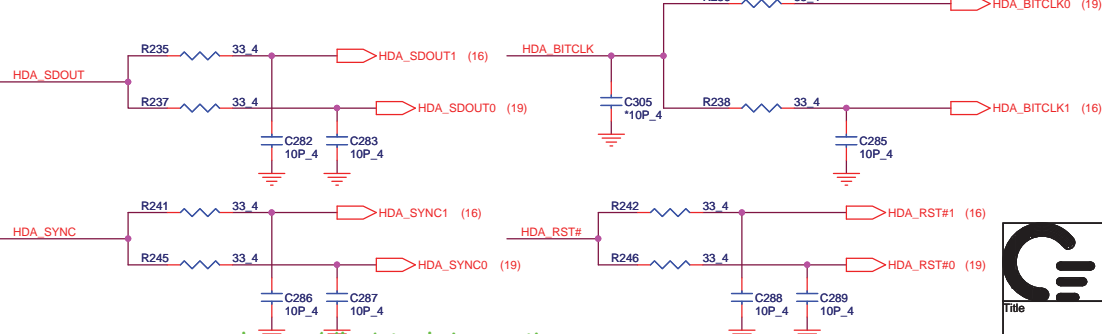 33_4 HDA_BITCLK0 (19)
R235 33_4 HDA_SDOUT1 (16)
HDA_BITCLK
HDA_SDOUT
R237 33_4 HDA_SDOUT0 (19)
C305
*10P_4
R238 33_4 HDA_BITCLK1 (16)
C282
10P_4
C283
10P_4
C285
10P_4
R241 33_4 HDA_SYNC1 (16)
R242 33_4 HDA_RST#1 (16)
HDA_SYNC
HDA_RST#
R245 33_4 HDA_SYNC0 (19)
R246 33_4 HDA_RST#0 (19)
C286
10P_4
C287
10P_4
C288
10P_4
C289
10P_4
Title